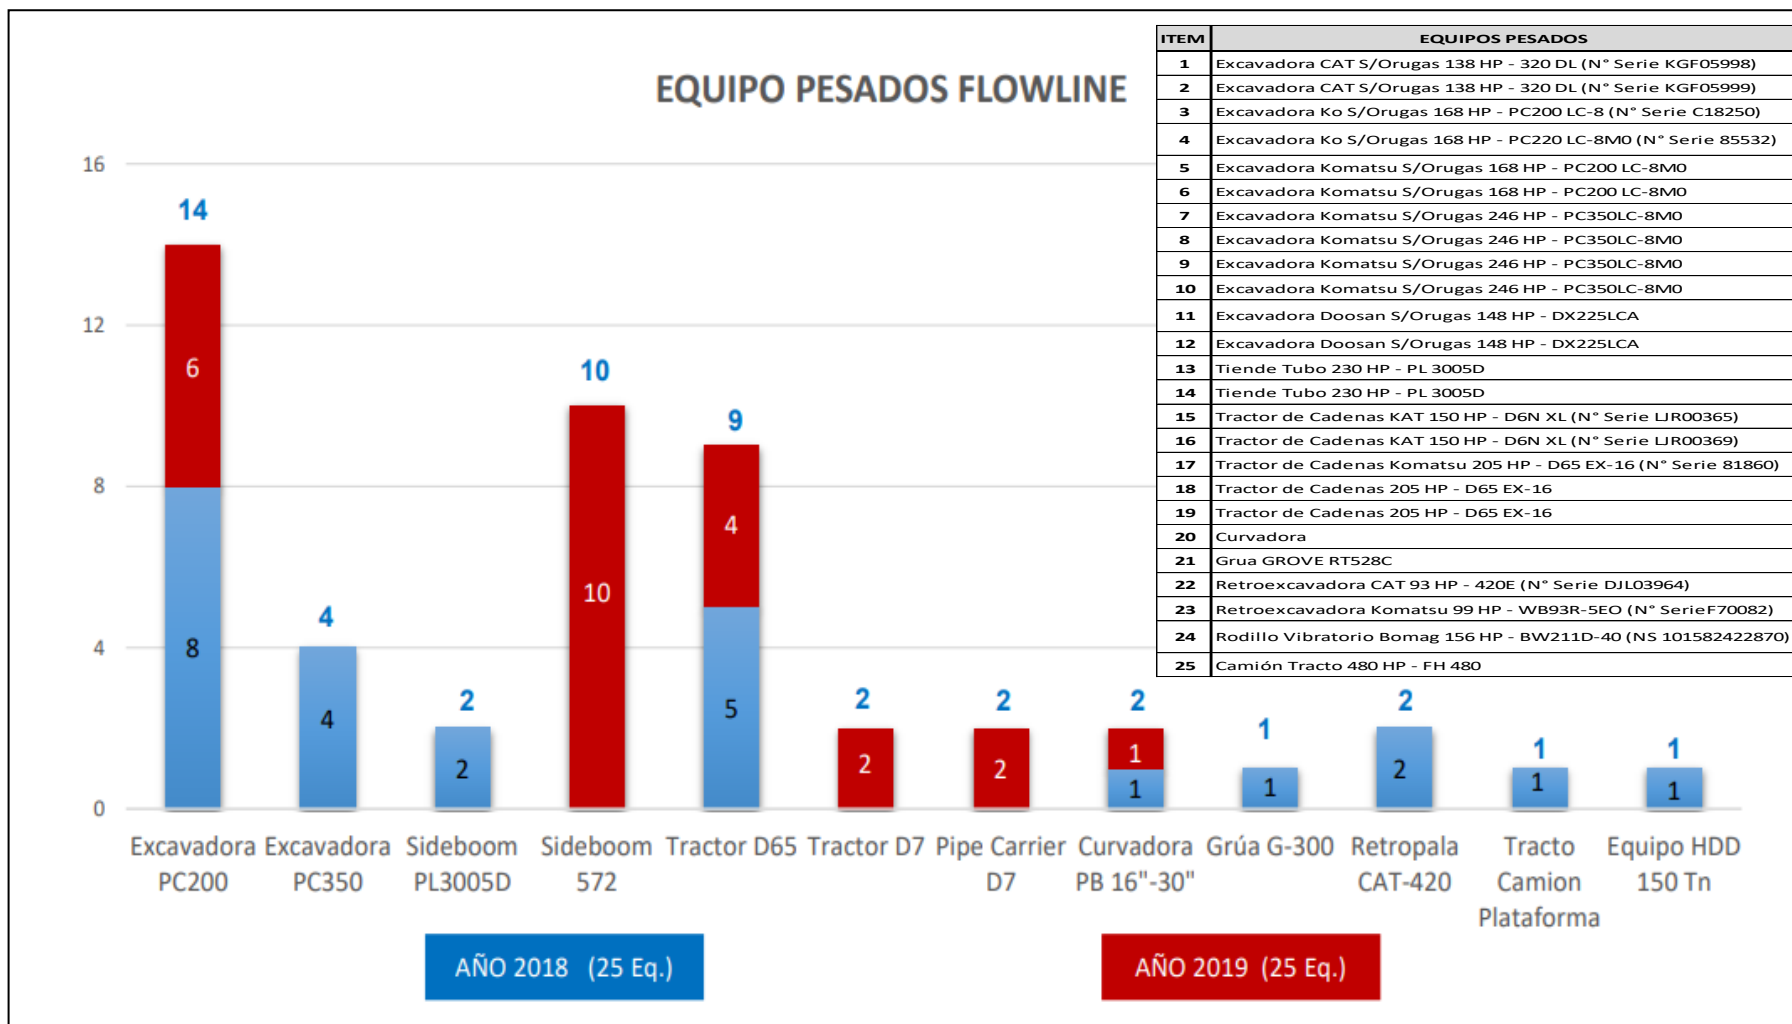 EQUIPO PESADOS FLOWLINE
ITEM EQUIPOS PESADOS
1 Excavadora CAT S/Orugas 138 HP - 320 DL (N° Serie KGF05998)
2 Excavadora CAT S/Orugas 138 HP - 320 DL (N° Serie KGF05999)
3 Excavadora Ko S/Orugas 168 HP - PC200 LC-8 (N° Serie C18250)
4 Excavadora Ko S/Orugas 168 HP - PC220 LC-8M0 (N° Serie 85532)
5 Excavadora Komatsu S/Orugas 168 HP - PC200 LC-8M0
6 Excavadora Komatsu S/Orugas 168 HP - PC200 LC-8M0
7 Excavadora Komatsu S/Orugas 246 HP - PC350LC-8M0
8 Excavadora Komatsu S/Orugas 246 HP - PC350LC-8M0
9 Excavadora Komatsu S/Orugas 246 HP - PC350LC-8M0
10 Excavadora Komatsu S/Orugas 246 HP - PC350LC-8M0
11 Excavadora Doosan S/Orugas 148 HP - DX225LCA
12 Excavadora Doosan S/Orugas 148 HP - DX225LCA
13 Tiende Tubo 230 HP - PL 3005D
14 Tiende Tubo 230 HP - PL 3005D
15 Tractor de Cadenas KAT 150 HP - D6N XL (N° Serie LJR00365)
16 Tractor de Cadenas KAT 150 HP - D6N XL (N° Serie LJR00369)
17 Tractor de Cadenas Komatsu 205 HP - D65 EX-16 (N° Serie 81860)
18 Tractor de Cadenas 205 HP - D65 EX-16
19 Tractor de Cadenas 205 HP - D65 EX-16
20 Curvadora
21 Grua GROVE RT528C
22 Retroexcavadora CAT 93 HP - 420E (N° Serie DJL03964)
23 Retroexcavadora Komatsu 99 HP - WB93R-5EO (N° SerieF70082)
24 Rodillo Vibratorio Bomag 156 HP - BW211D-40 (NS 101582422870)
25 Camión Tracto 480 HP - FH 480
16
12
8
4
0
14 4 2 10 9 2 2 2 1 2 1 1
6 10 4 2 2 1
8 4 2 5 1 1 2 1 1
Excavadora PC200
Excavadora PC350
Sideboom PL3005D
Sideboom 572
Tractor D65
Tractor D7
Pipe Carrier D7
Curvadora PB 16"-30"
Grúa G-300
Retropala CAT-420
Tracto Camion Plataforma
Equipo HDD 150 Tn
AÑO 2018 (25 Eq.)
AÑO 2019 (25 Eq.)